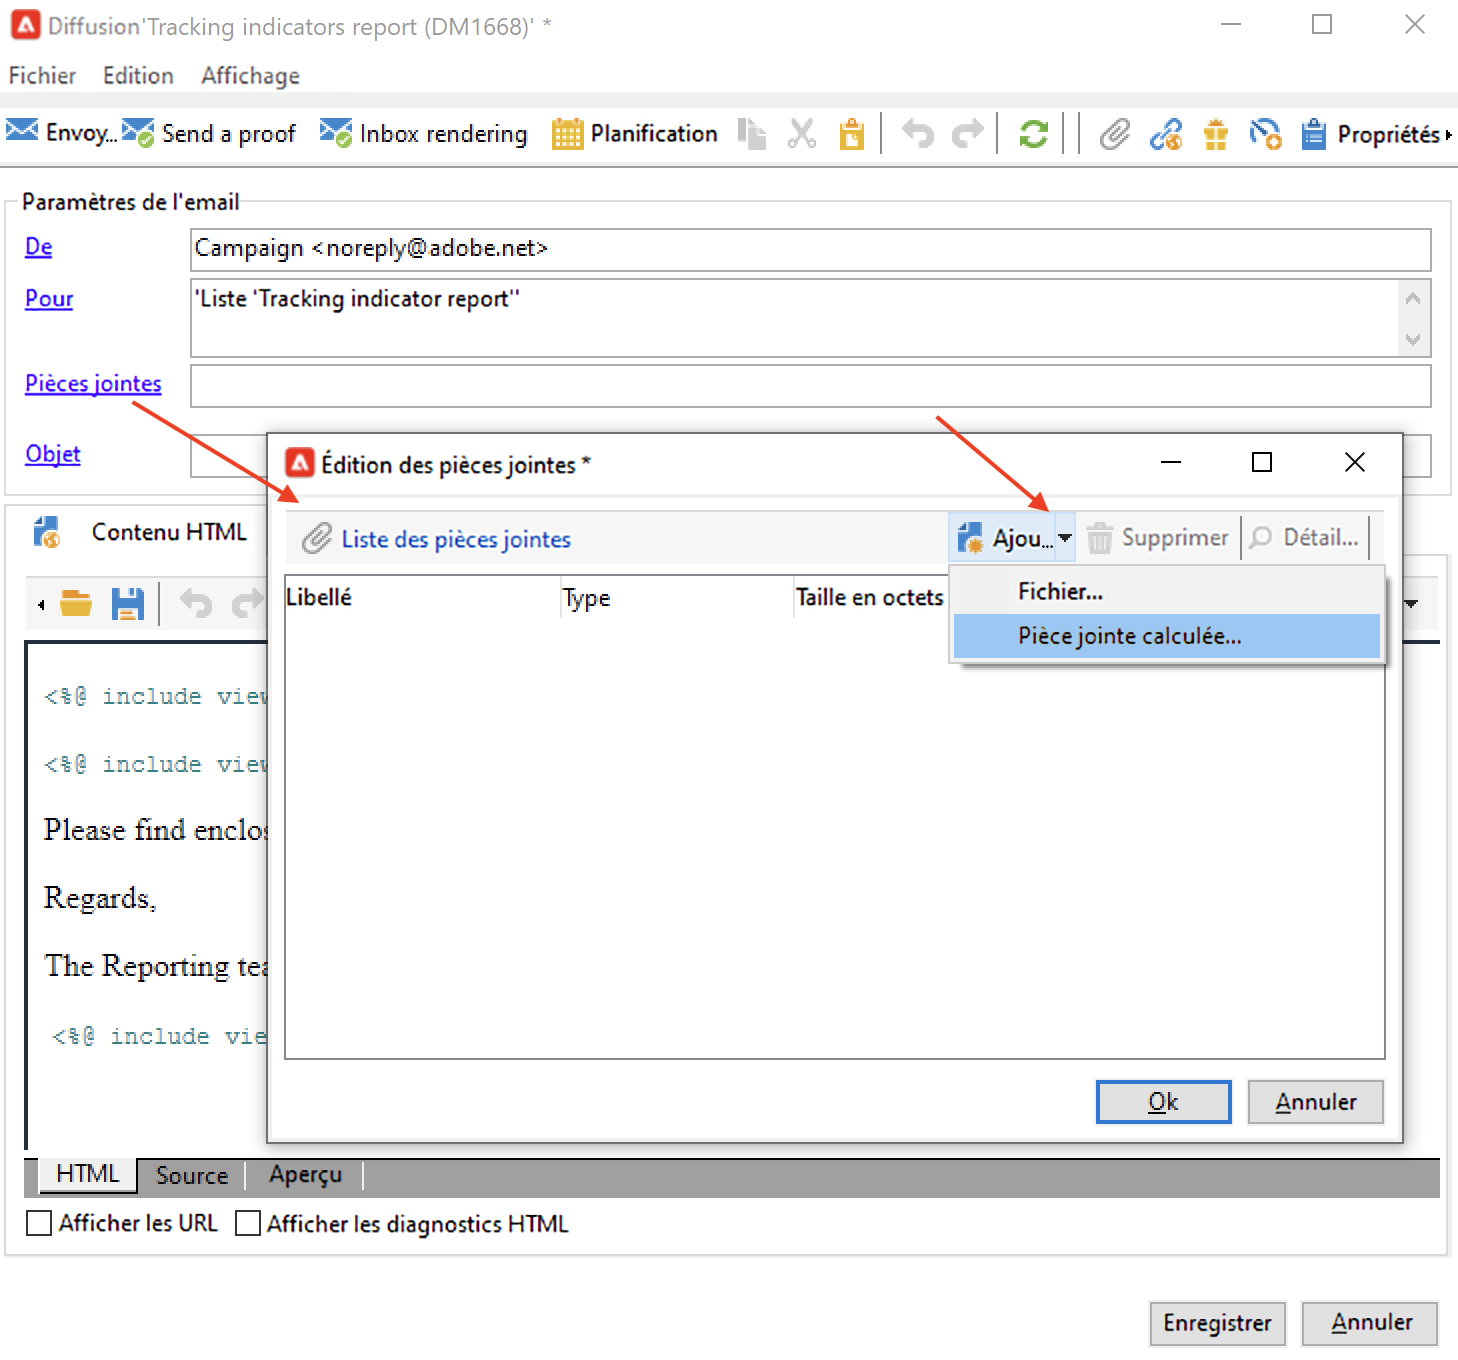 Diffusion'Tracking indicators report (DM1668)' *
Fichier Edition Affichage
Envoy... Send a proof Inbox rendering Planification Propriétés
Paramètres de l'email
De Campaign <noreply@adobe.net>
Pour 'Liste 'Tracking indicator report''
Pièces jointes
Objet
Édition des pièces jointes *
Contenu HTML
Liste des pièces jointes Ajou... Supprimer Détail...
Libellé Type Taille en octets
Fichier...
Pièce jointe calculée...
<%@ include view
<%@ include view
Please find enclos
Regards,
The Reporting tea
<%@ include vie
Ok Annuler
HTML Source Aperçu
Afficher les URL Afficher les diagnostics HTML
Enregistrer Annuler